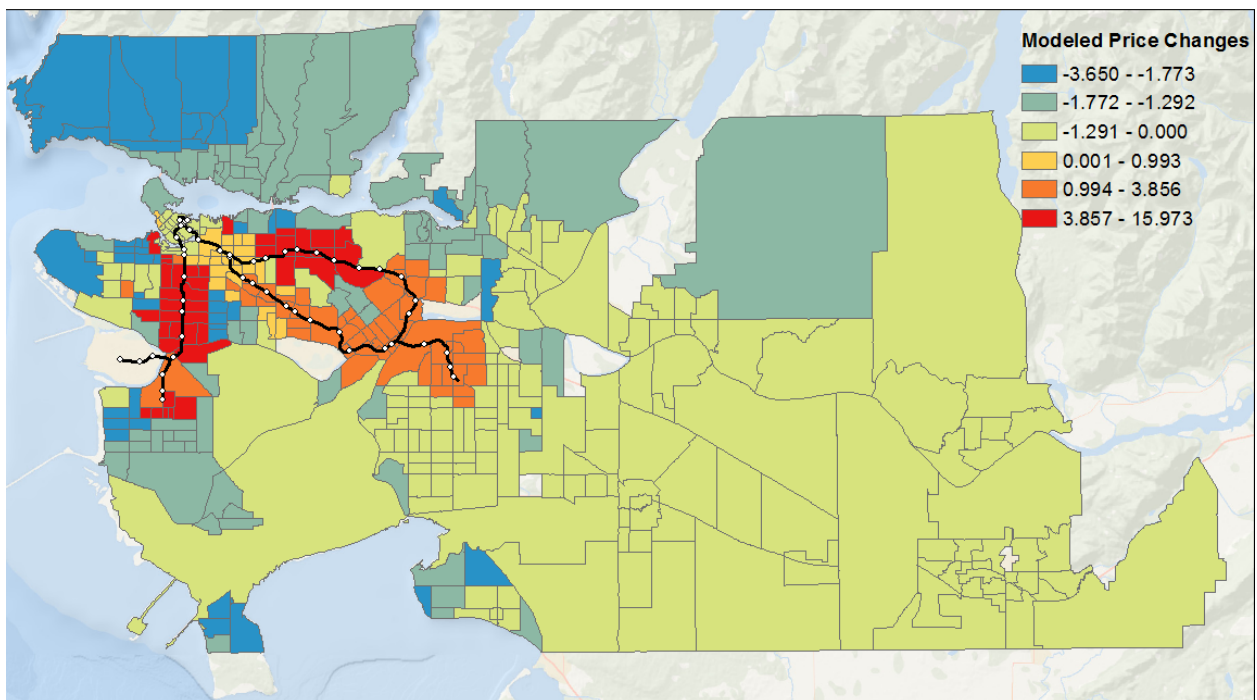 Modeled Price Changes
-3.650 - -1.773
-1.772 - -1.292
-1.291 - 0.000
0.001 - 0.993
0.994 - 3.856
3.857 - 15.973